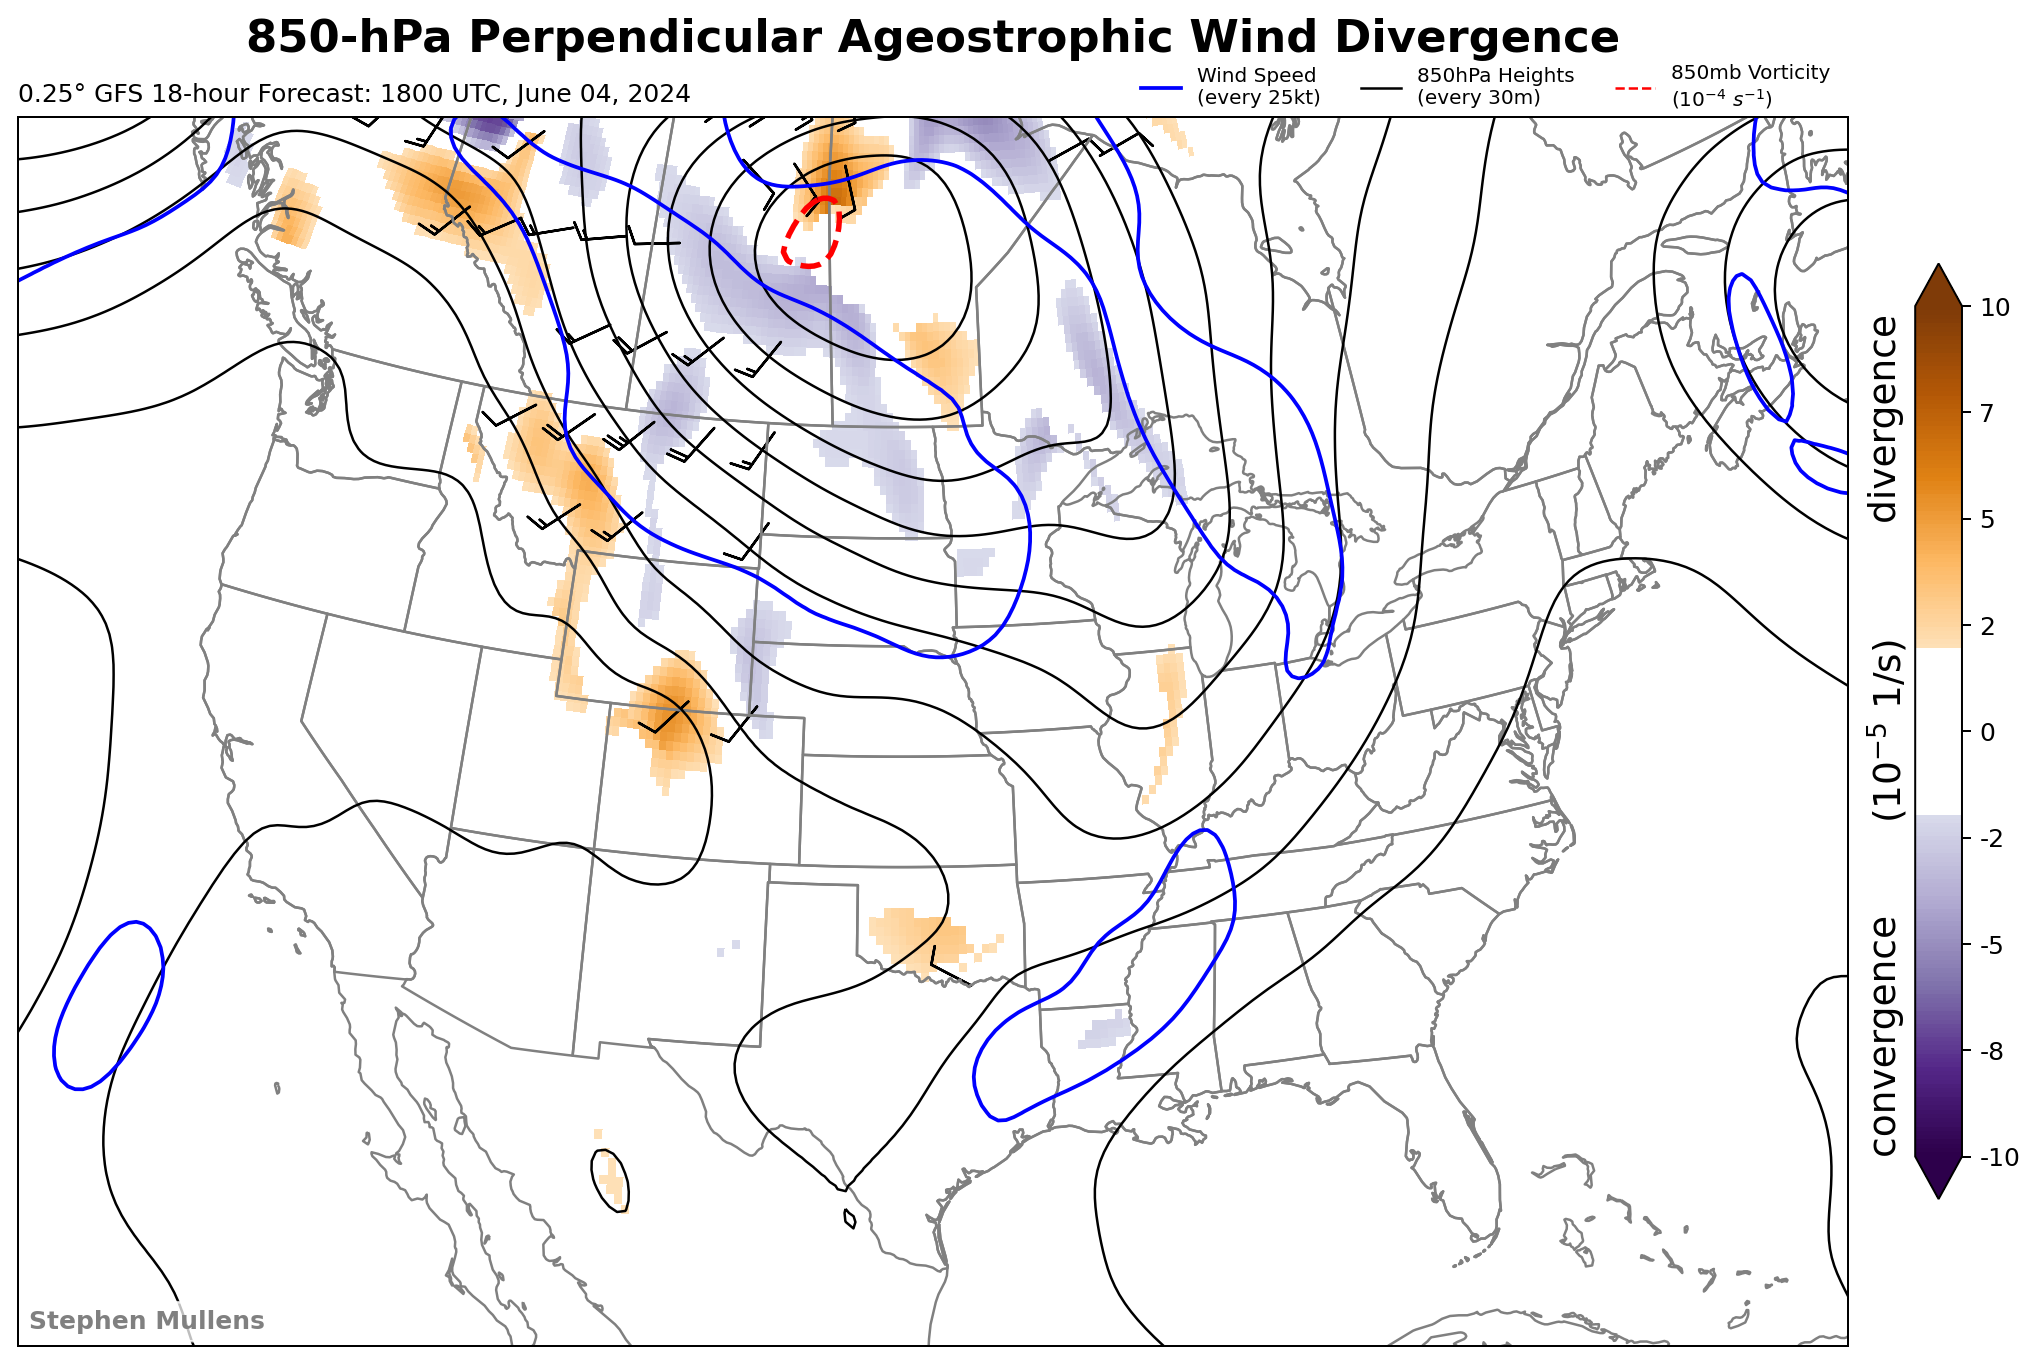 850-hPa Perpendicular Ageostrophic Wind Divergence
0.25° GFS 18-hour Forecast: 1800 UTC, June 04, 2024
Wind Speed
(every 25kt)
850hPa Heights
(every 30m)
850mb Vorticity
(10⁻⁴ s⁻¹)
10
7
5
2
0
-2
-5
-8
-10
convergence (10⁻⁵ 1/s) divergence
Stephen Mullens